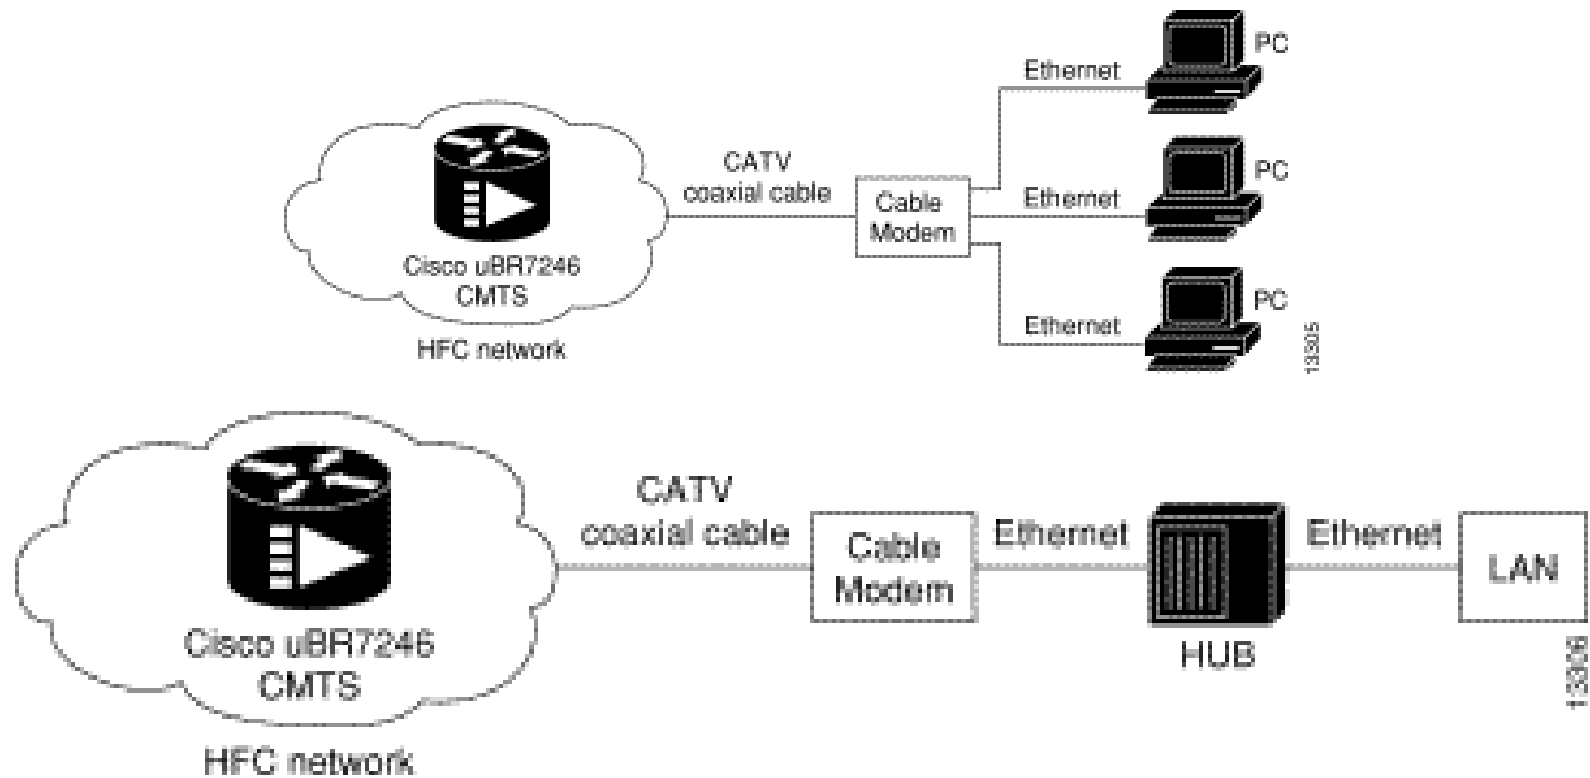 PC
Ethernet
CATV
coaxial cable
PC
Ethernet
Cable
Modem
Cisco uBR7246
CMTS
PC
Ethernet
HFC network
13305
CATV
coaxial cable
Cable
Modem
Ethernet
Ethernet
LAN
HUB
Cisco uBR7246
CMTS
13306
HFC network